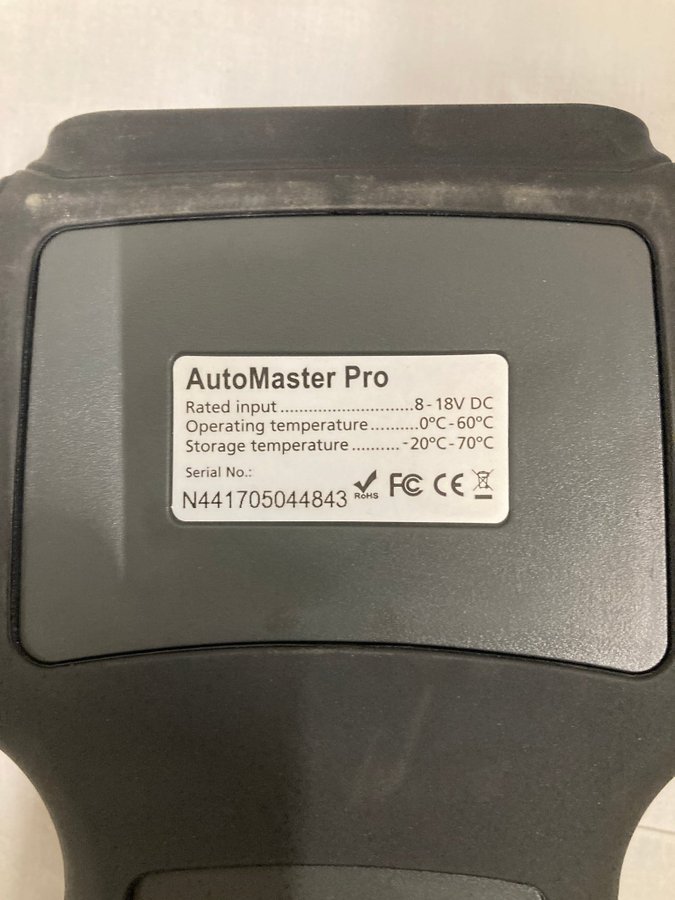 AutoMaster Pro
Rated input...........................8-18V DC
Operating temperature..........0°C-60°C
Storage temperature..........-20°C-70°C
Serial No.:
N441705044843
RoHS FC CE